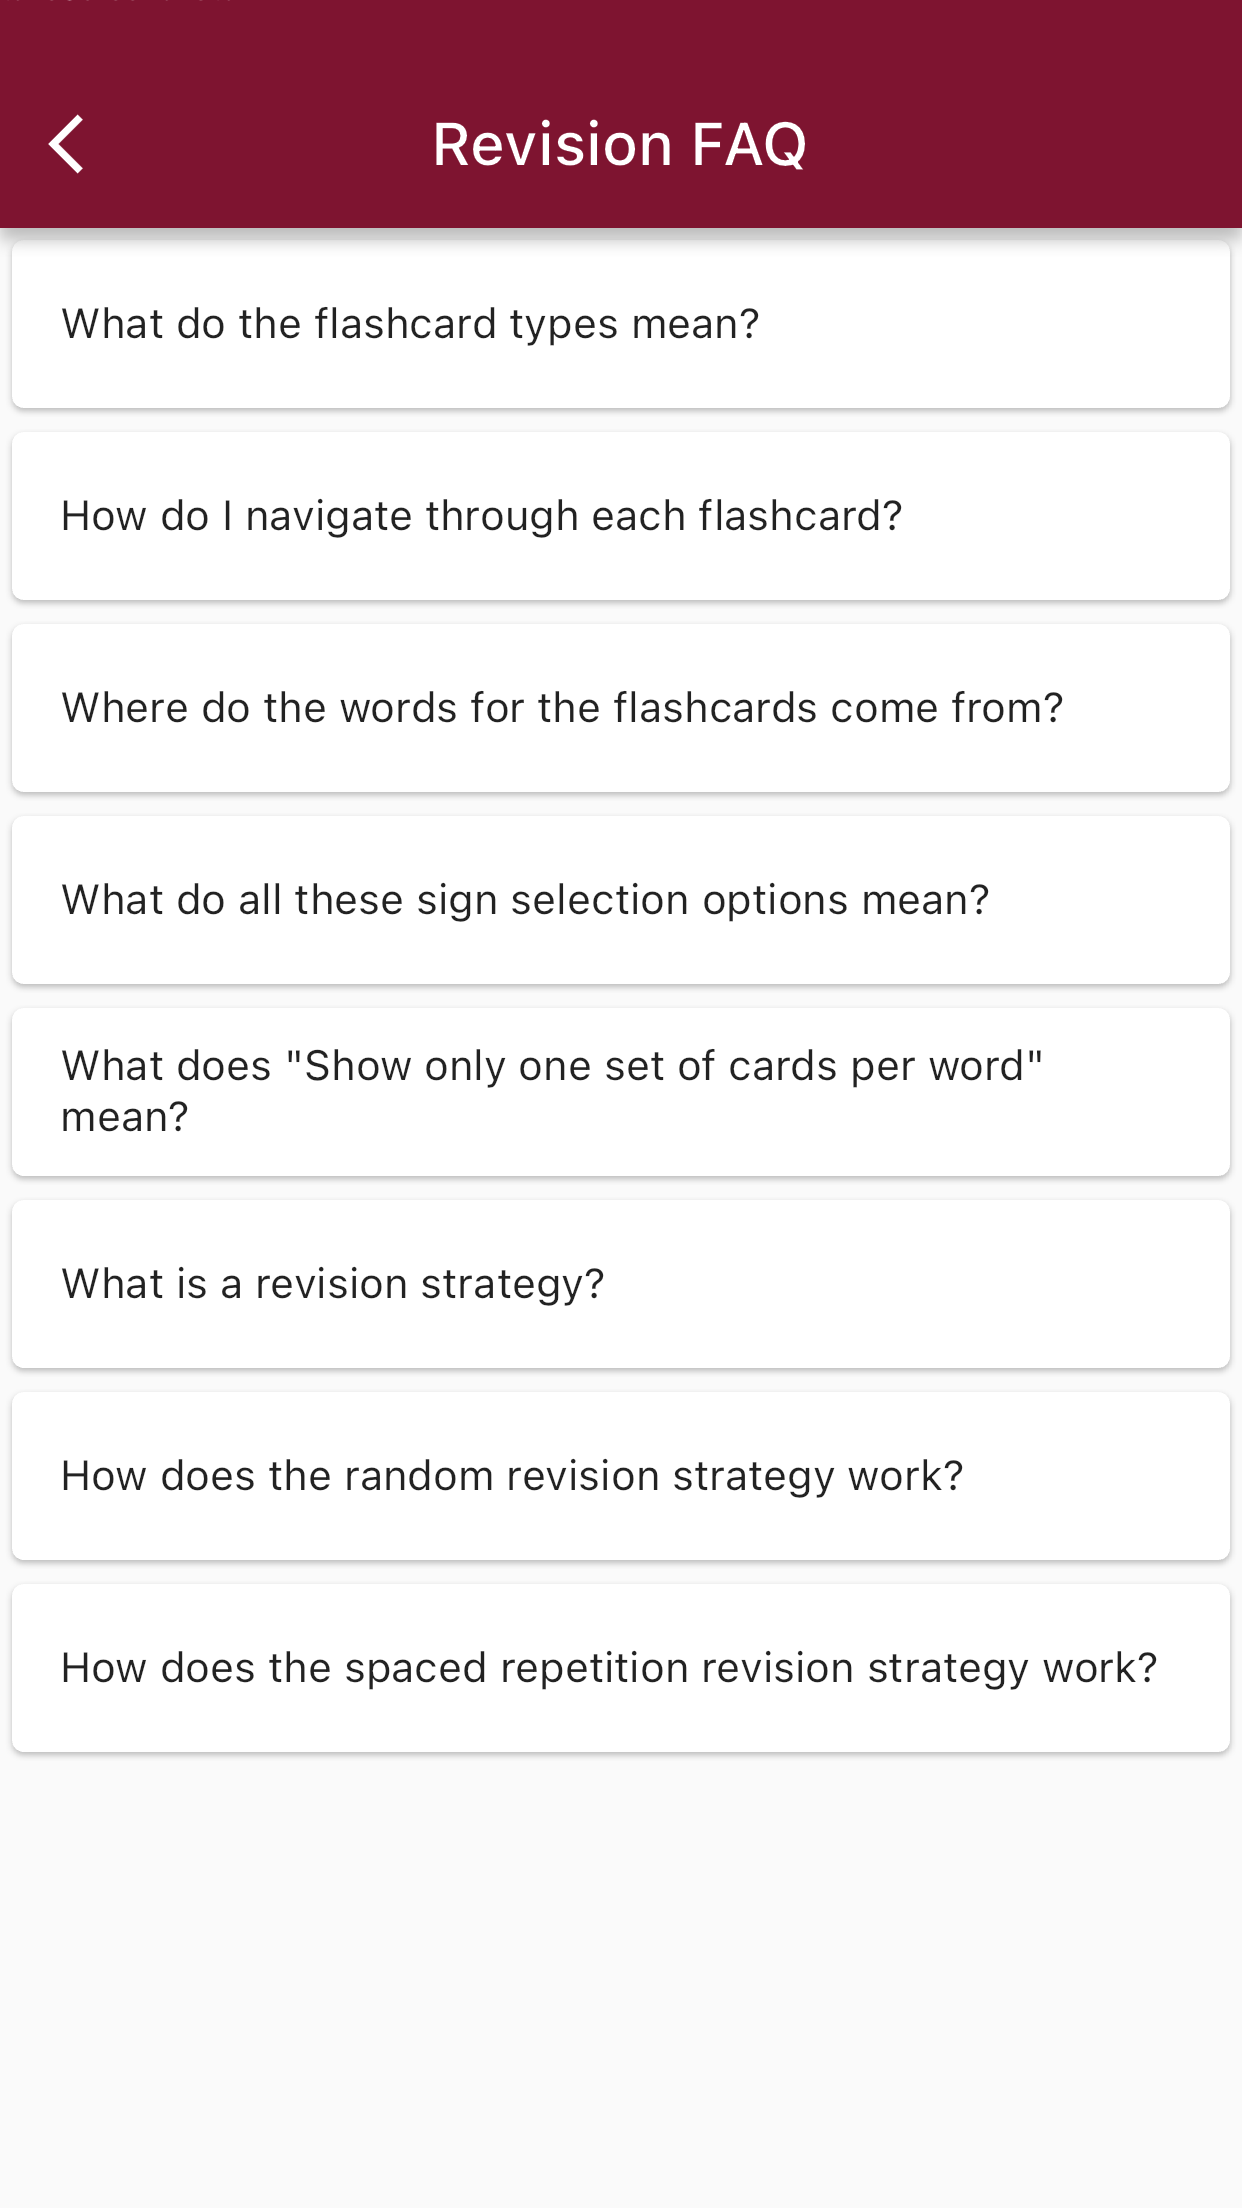 Revision FAQ
What do the flashcard types mean?
How do I navigate through each flashcard?
Where do the words for the flashcards come from?
What do all these sign selection options mean?
What does "Show only one set of cards per word"
mean?
What is a revision strategy?
How does the random revision strategy work?
How does the spaced repetition revision strategy work?